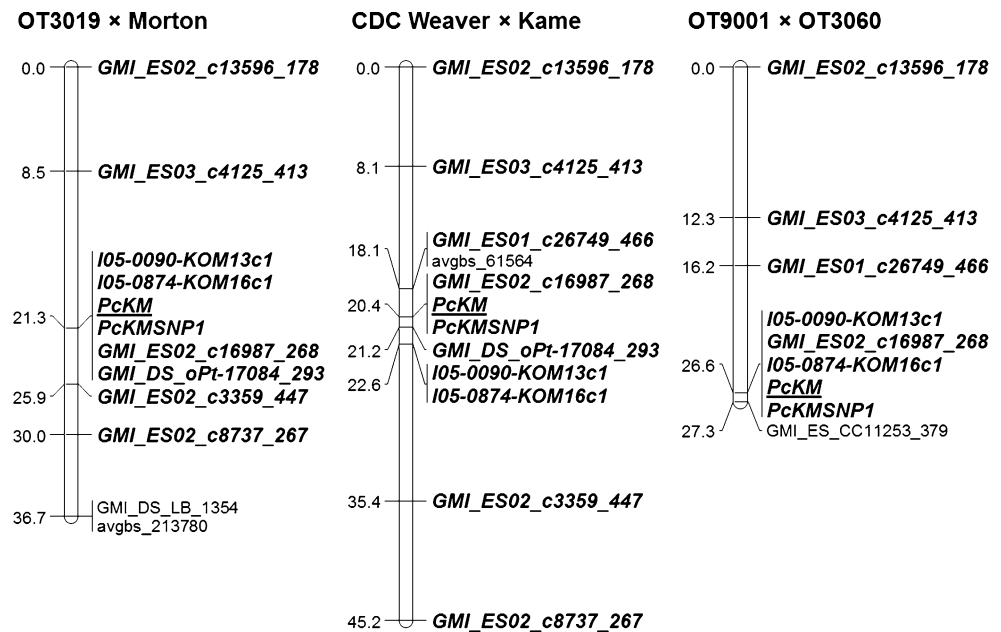 OT3019 × Morton
0.0 GMI_ES02_c13596_178
8.5 GMI_ES03_c4125_413
I05-0090-KOM13c1
I05-0874-KOM16c1
PcKM
21.3 PcKMSNP1
GMI_ES02_c16987_268
GMI_DS_oPt-17084_293
25.9 GMI_ES02_c3359_447
30.0 GMI_ES02_c8737_267
36.7 GMI_DS_LB_1354
avgbs_213780
CDC Weaver × Kame
0.0 GMI_ES02_c13596_178
8.1 GMI_ES03_c4125_413
18.1 GMI_ES01_c26749_466
avgbs_61564
GMI_ES02_c16987_268
20.4 PcKM
PcKMSNP1
21.2 GMI_DS_oPt-17084_293
22.6 I05-0090-KOM13c1
I05-0874-KOM16c1
35.4 GMI_ES02_c3359_447
45.2 GMI_ES02_c8737_267
OT9001 × OT3060
0.0 GMI_ES02_c13596_178
12.3 GMI_ES03_c4125_413
16.2 GMI_ES01_c26749_466
I05-0090-KOM13c1
GMI_ES02_c16987_268
26.6 I05-0874-KOM16c1
PcKM
PcKMSNP1
27.3 GMI_ES_CC11253_379